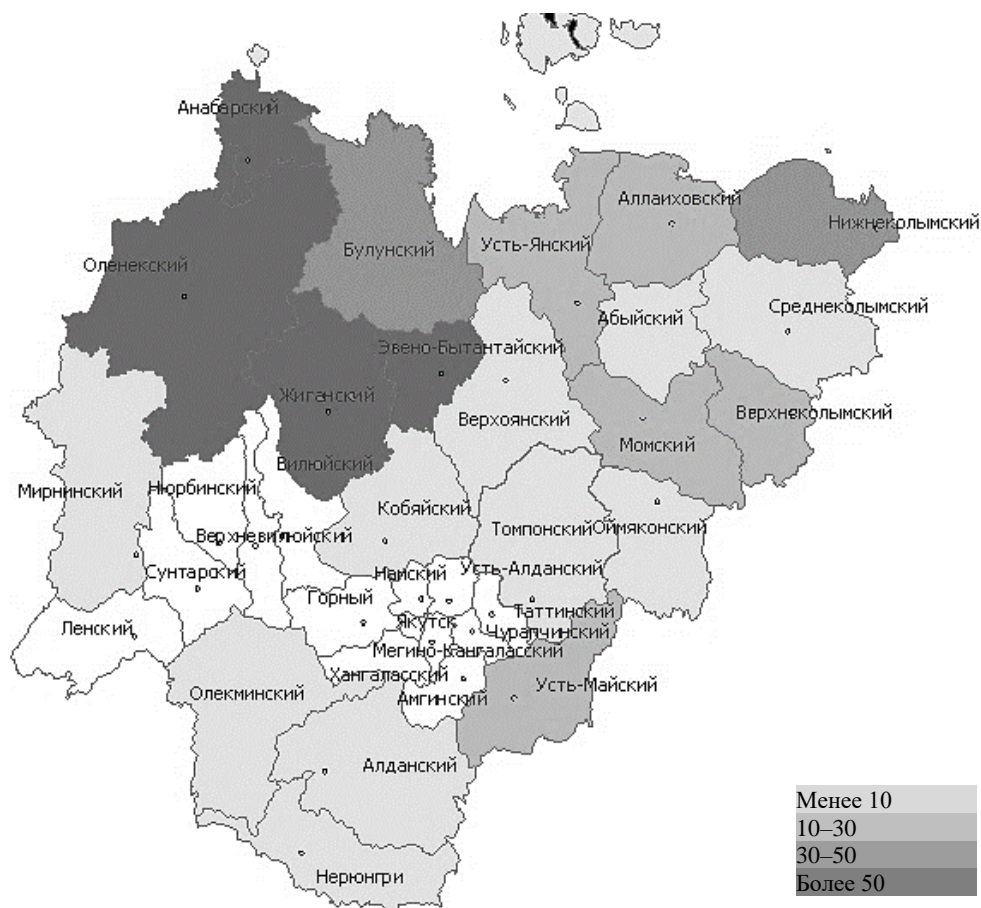 Анабарский
Аллаиховский
Нижнеколымский
Булунский
Усть-Янский
Оленекский
Среднеколымский
Абыйский
Эвено-Бытантайский
Жиганский
Верхоянский
Верхнеколымский
Момский
Вилюйский
Мирнинский
Нюрбинский
Кобяйский
Томпонский
Оймяконский
Верхневилюйский
Сунтарский
Намский
Усть-Алданский
Горный
Таттинский
Ленский
Якутск
Чурапчинский
Мегино-Кангаласский
Хангаласский
Усть-Майский
Олекминский
Амгинский
Алданский
Нерюнгри
Менее 10
10–30
30–50
Более 50